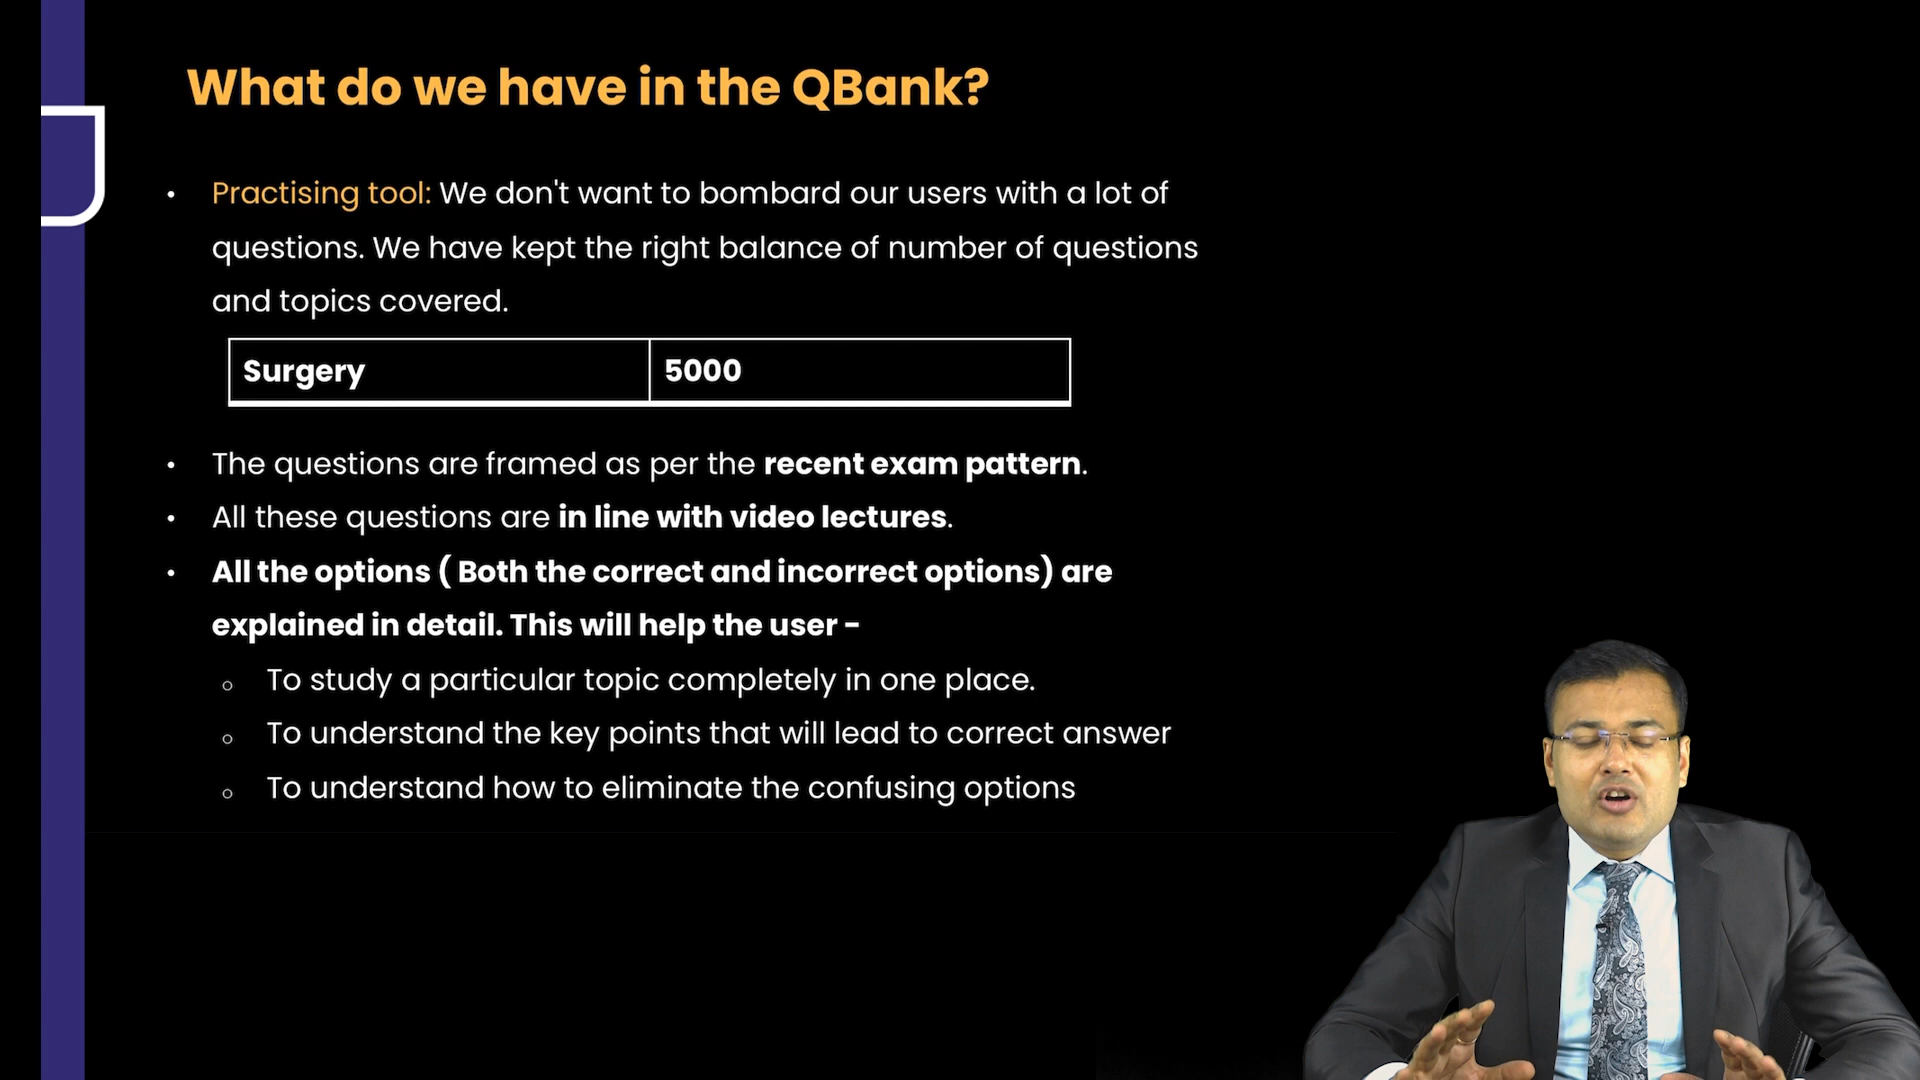 What do we have in the QBank?
• Practising tool: We don't want to bombard our users with a lot of
questions. We have kept the right balance of number of questions
and topics covered.
Surgery 5000
• The questions are framed as per the recent exam pattern.
• All these questions are in line with video lectures.
• All the options ( Both the correct and incorrect options) are
explained in detail. This will help the user -
o To study a particular topic completely in one place.
o To understand the key points that will lead to correct answer
o To understand how to eliminate the confusing options